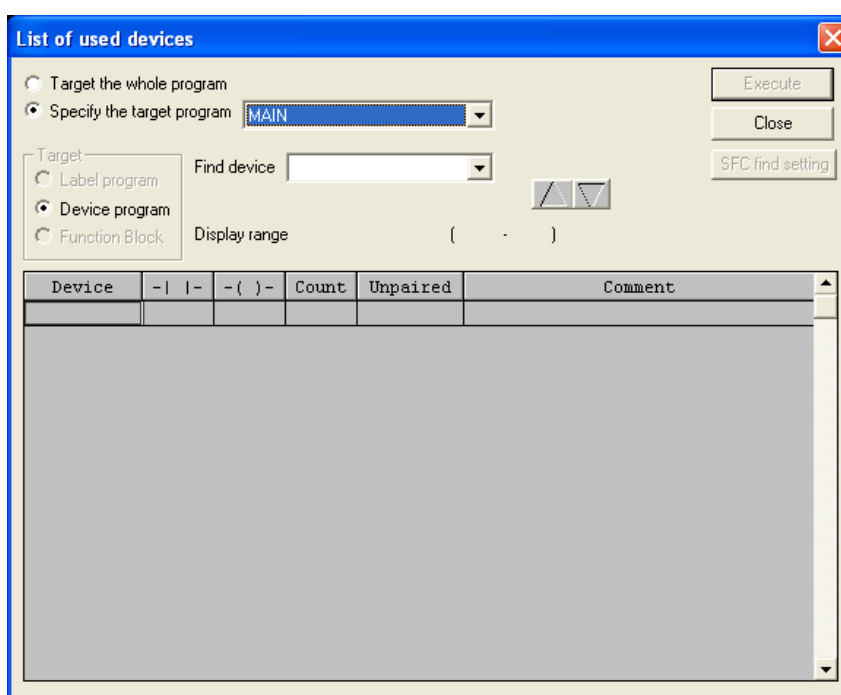 List of used devices
Target the whole program
Execute
Specify the target program MAIN
Close
Target
Label program
Find device
SFC find setting
Device program
Function Block
Display range ( - )
Device -| |- -( )- Count Unpaired Comment